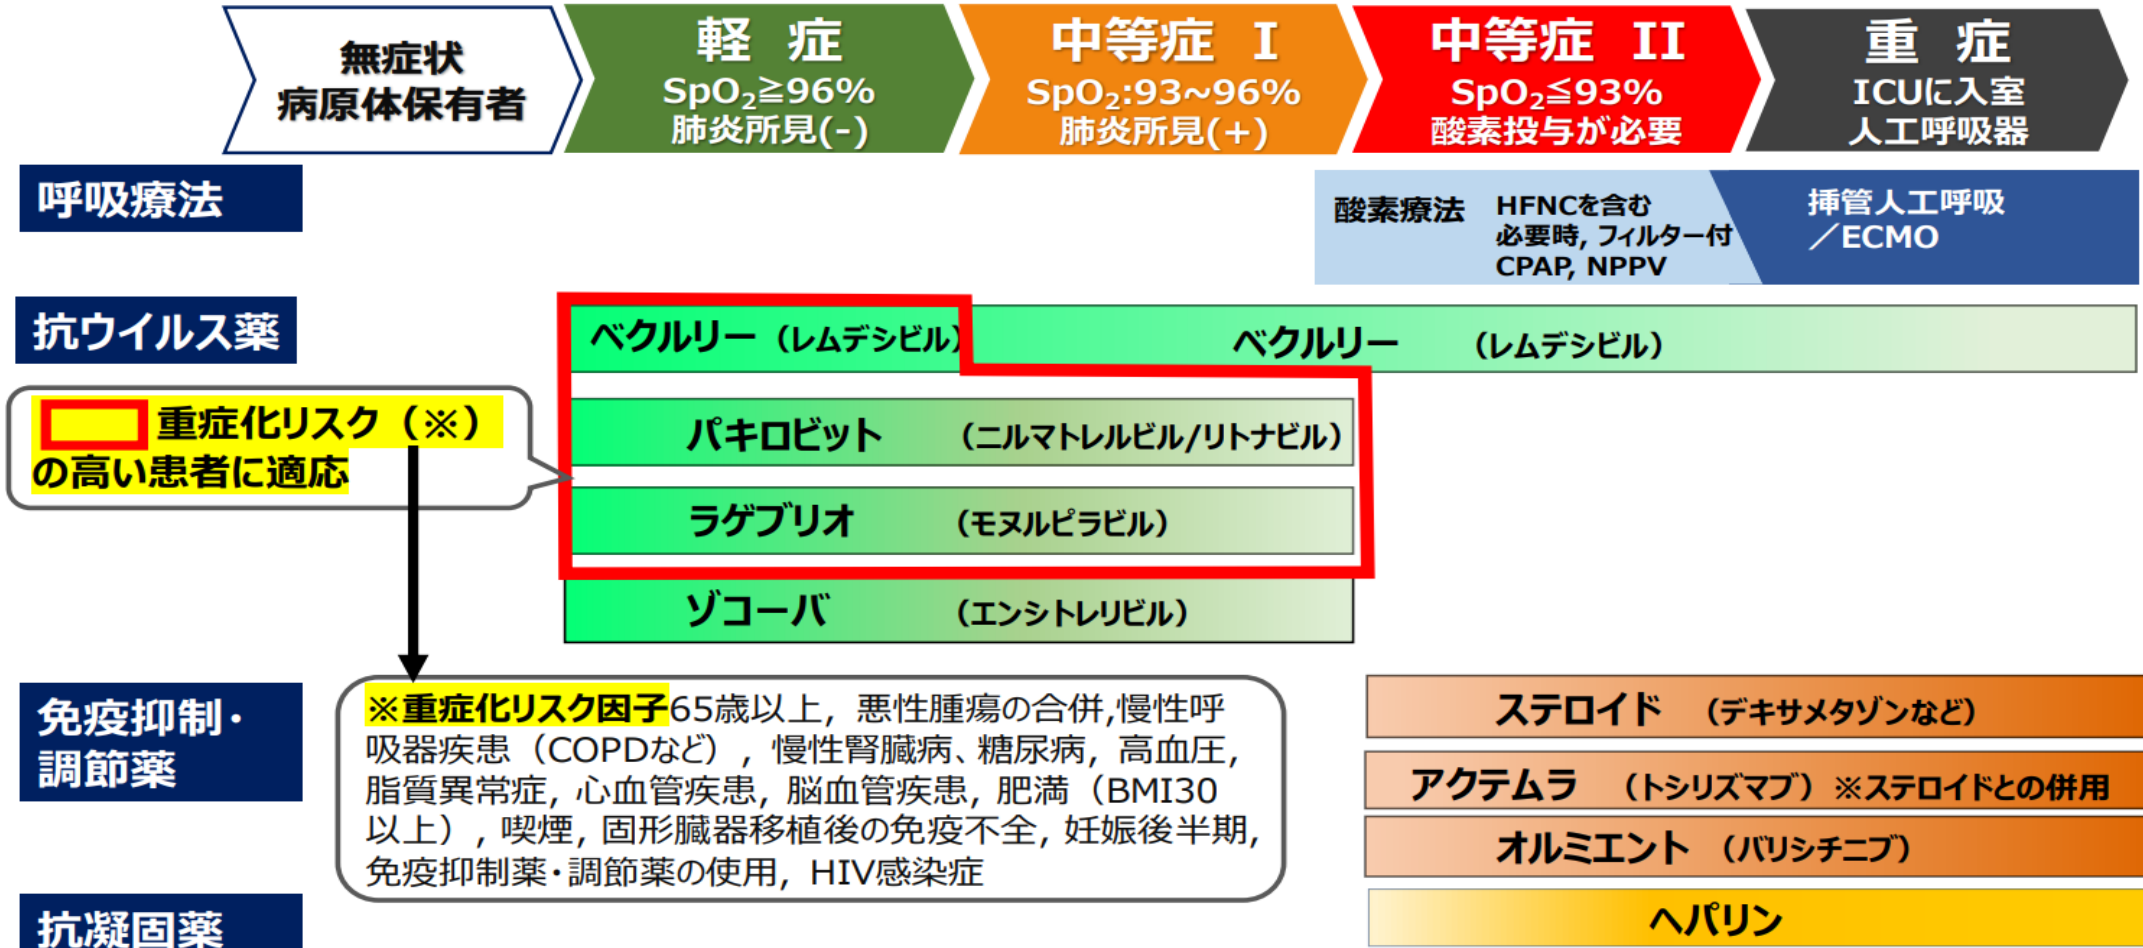 無症状
病原体保有者
軽 症
SpO₂≧96%
肺炎所見(-)
中等症 I
SpO₂:93~96%
肺炎所見(+)
中等症 II
SpO₂≦93%
酸素投与が必要
重 症
ICUに入室
人工呼吸器
呼吸療法
酸素療法
HFNCを含む
必要時, フィルター付
CPAP, NPPV
挿管人工呼吸
／ECMO
抗ウイルス薬
ベクルリー（レムデシビル）
ベクルリー （レムデシビル）
重症化リスク（※）
の高い患者に適応
パキロビット （ニルマトレルビル/リトナビル）
ラゲブリオ （モヌルピラビル）
ゾコーバ （エンシトレリビル）
免疫抑制・
調節薬
※重症化リスク因子65歳以上, 悪性腫瘍の合併,慢性呼
吸器疾患（COPDなど）, 慢性腎臓病、糖尿病, 高血圧,
脂質異常症, 心血管疾患, 脳血管疾患, 肥満（BMI30
以上）, 喫煙, 固形臓器移植後の免疫不全, 妊娠後半期,
免疫抑制薬・調節薬の使用, HIV感染症
ステロイド （デキサメタゾンなど）
アクテムラ （トシリズマブ）※ステロイドとの併用
オルミエント （バリシチニブ）
抗凝固薬
ヘパリン